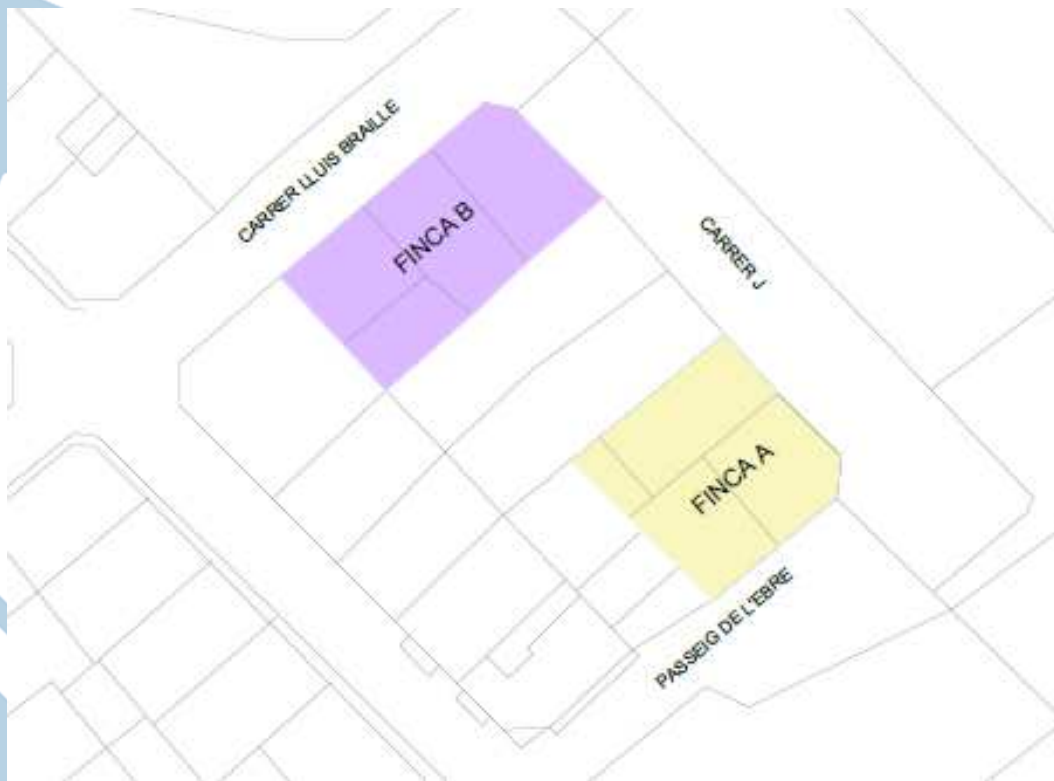 CARRER LLUIS BRAILLE
FINCA B
CARRER J
FINCA A
PASSEIG DE L'EBRE